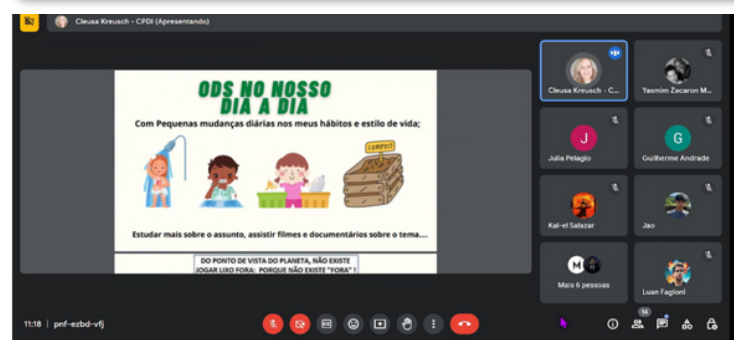 Cleusa Kreusch - CPDI (Apresentando)
ODS NO NOSSO
DIA A DIA
Com Pequenas mudanças diárias nos meus hábitos e estilo de vida;
COMPOST
Estudar mais sobre o assunto, assistir filmes e documentários sobre o tema....
DO PONTO DE VISTA DO PLANETA, NÃO EXISTE
JOGAR LIXO FORA: PORQUE NÃO EXISTE "FORA" !
Cleusa Kreusch - C...
Yasmim Zacaron M...
J
Julia Pelagio
G
Guilherme Andrade
Kal-el Salazar
Jao
M
Mais 6 pessoas
Luan Fagioni
11:18 | pnf-ezbd-vfj
14